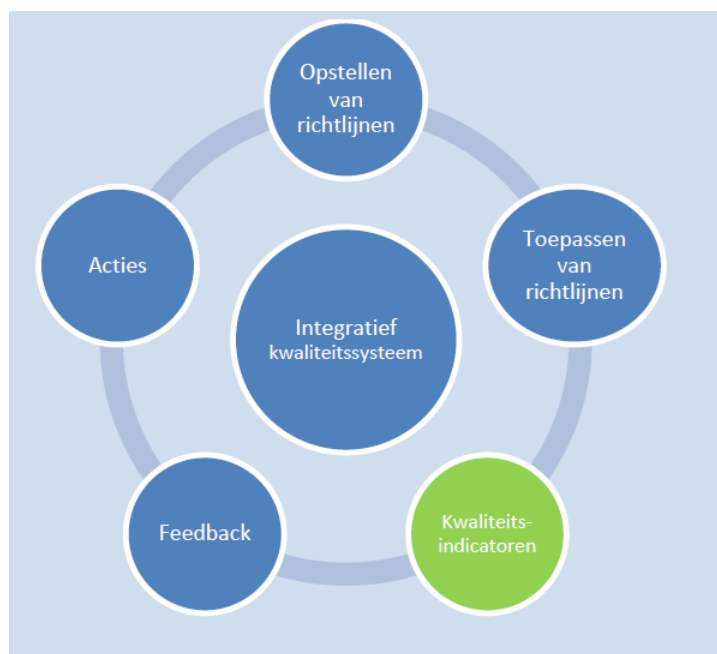 Opstellen
van
richtlijnen
Toepassen
van
richtlijnen
Kwaliteits-
indicatoren
Feedback
Acties
Integratief
kwaliteitssysteem